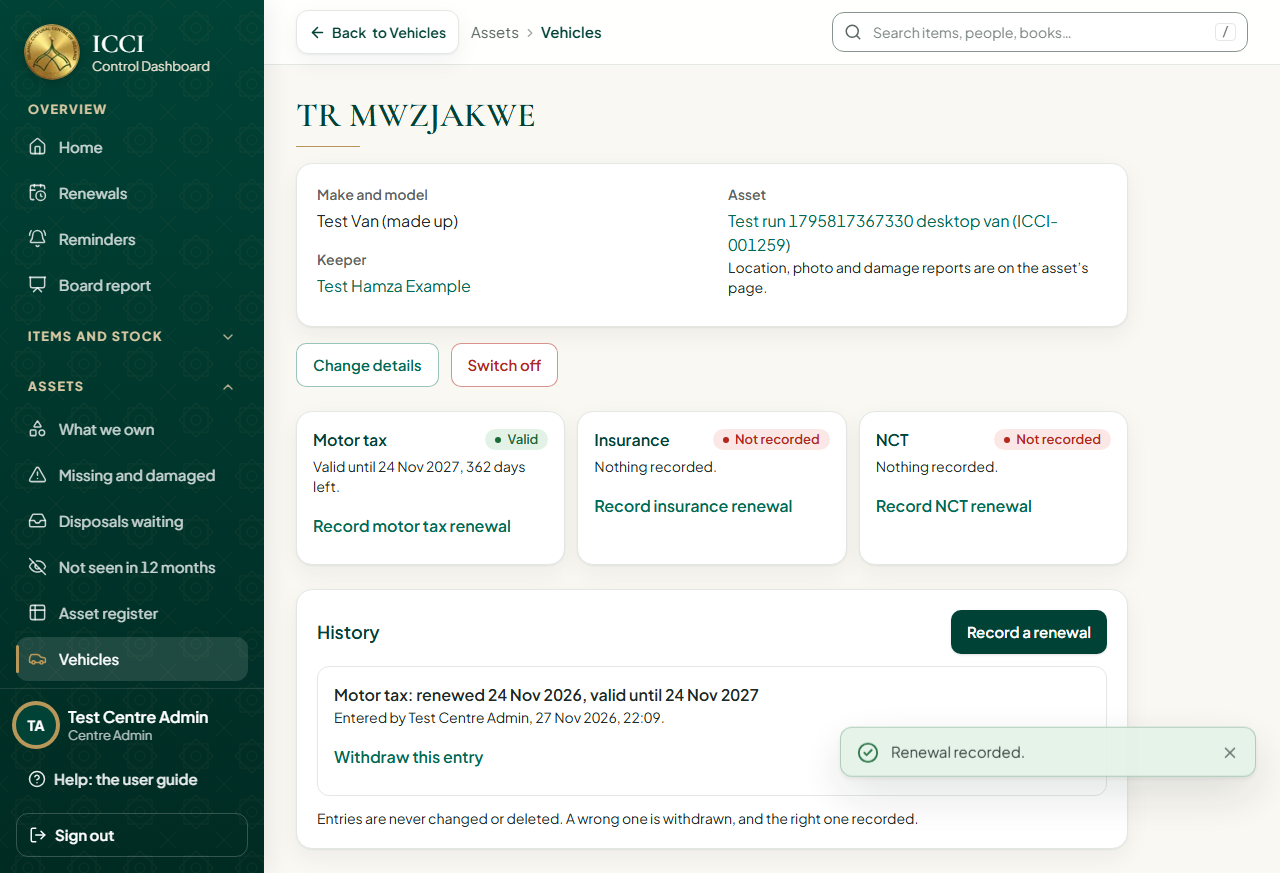 ICCI
Control Dashboard
OVERVIEW
Home
Renewals
Reminders
Board report
ITEMS AND STOCK
ASSETS
What we own
Missing and damaged
Disposals waiting
Not seen in 12 months
Asset register
Vehicles
TA
Test Centre Admin
Centre Admin
Help: the user guide
Sign out
Back to Vehicles
Assets > Vehicles
Search items, people, books...
/
TR MWZJAKWE
Make and model
Test Van (made up)
Keeper
Test Hamza Example
Asset
Test run 1795817367330 desktop van (ICCI-
001259)
Location, photo and damage reports are on the asset's
page.
Change details
Switch off
Motor tax
Valid
Valid until 24 Nov 2027, 362 days
left.
Record motor tax renewal
Insurance
Not recorded
Nothing recorded.
Record insurance renewal
NCT
Not recorded
Nothing recorded.
Record NCT renewal
History
Record a renewal
Motor tax: renewed 24 Nov 2026, valid until 24 Nov 2027
Entered by Test Centre Admin, 27 Nov 2026, 22:09.
Withdraw this entry
Renewal recorded.
Entries are never changed or deleted. A wrong one is withdrawn, and the right one recorded.